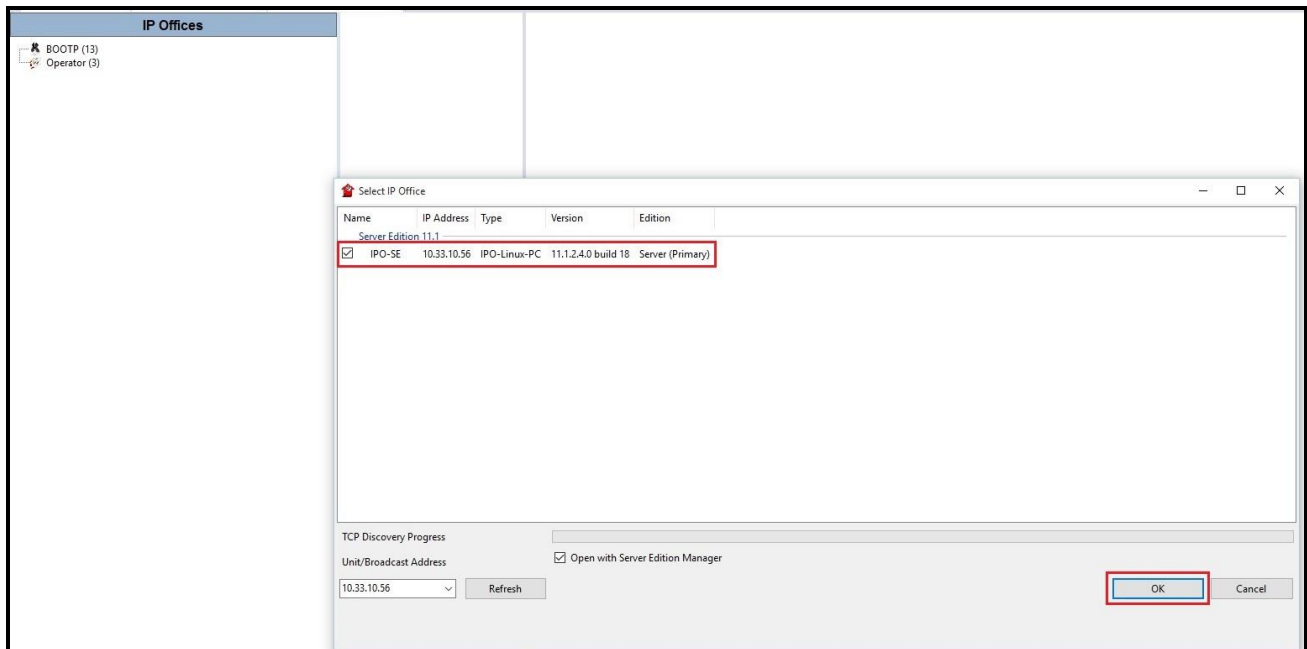 IP Offices
BOOTP (13)
Operator (3)
Select IP Office
Name IP Address Type Version Edition
Server Edition 11.1
IPO-SE 10.33.10.56 IPO-Linux-PC 11.1.2.4.0 build 18 Server (Primary)
TCP Discovery Progress
Unit/Broadcast Address Open with Server Edition Manager
10.33.10.56 Refresh OK Cancel